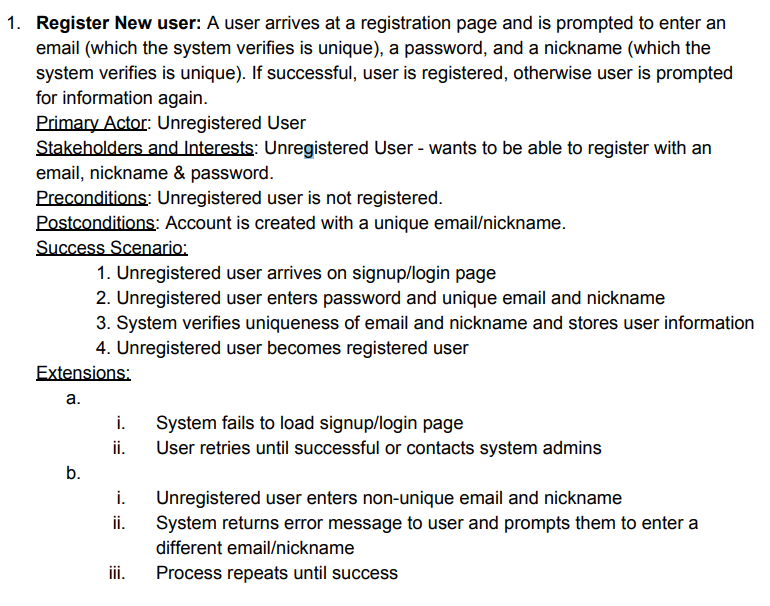 1. Register New user: A user arrives at a registration page and is prompted to enter an
email (which the system verifies is unique), a password, and a nickname (which the
system verifies is unique). If successful, user is registered, otherwise user is prompted
for information again.
Primary Actor: Unregistered User
Stakeholders and Interests: Unregistered User - wants to be able to register with an
email, nickname & password.
Preconditions: Unregistered user is not registered.
Postconditions: Account is created with a unique email/nickname.
Success Scenario:
1. Unregistered user arrives on signup/login page
2. Unregistered user enters password and unique email and nickname
3. System verifies uniqueness of email and nickname and stores user information
4. Unregistered user becomes registered user
Extensions:
a.
i. System fails to load signup/login page
ii. User retries until successful or contacts system admins
b.
i. Unregistered user enters non-unique email and nickname
ii. System returns error message to user and prompts them to enter a
different email/nickname
iii. Process repeats until success